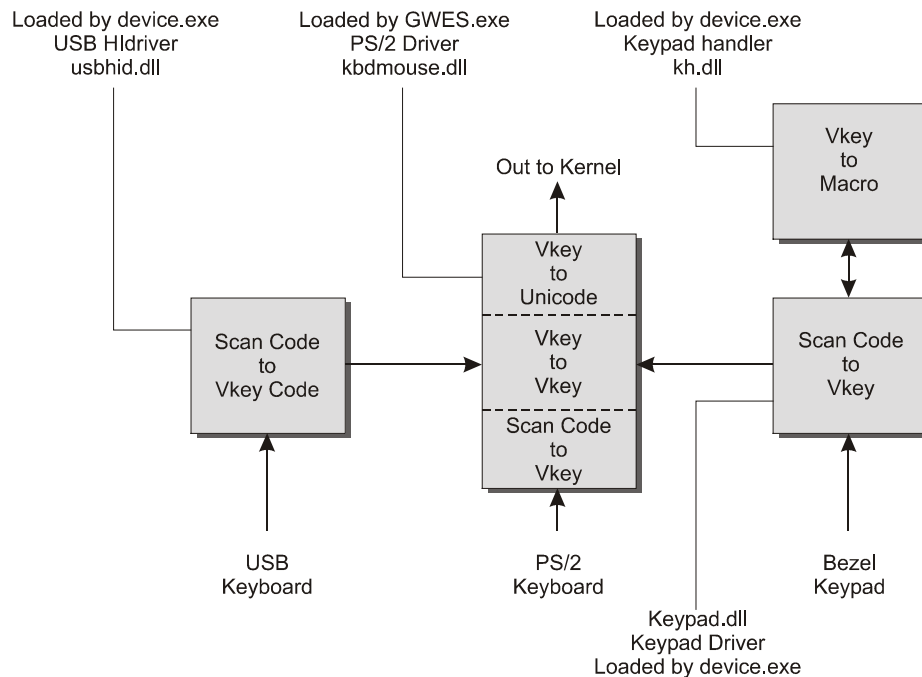 Loaded by device.exe
USB HIdriver
usbhid.dll
Loaded by GWES.exe
PS/2 Driver
kbdmouse.dll
Loaded by device.exe
Keypad handler
kh.dll
Vkey
to
Macro
Out to Kernel
Vkey
to
Unicode
Scan Code
to
Vkey Code
Vkey
to
Vkey
Scan Code
to
Vkey
Scan Code
to
Vkey
USB
Keyboard
PS/2
Keyboard
Bezel
Keypad
Keypad.dll
Keypad Driver
Loaded by device.exe